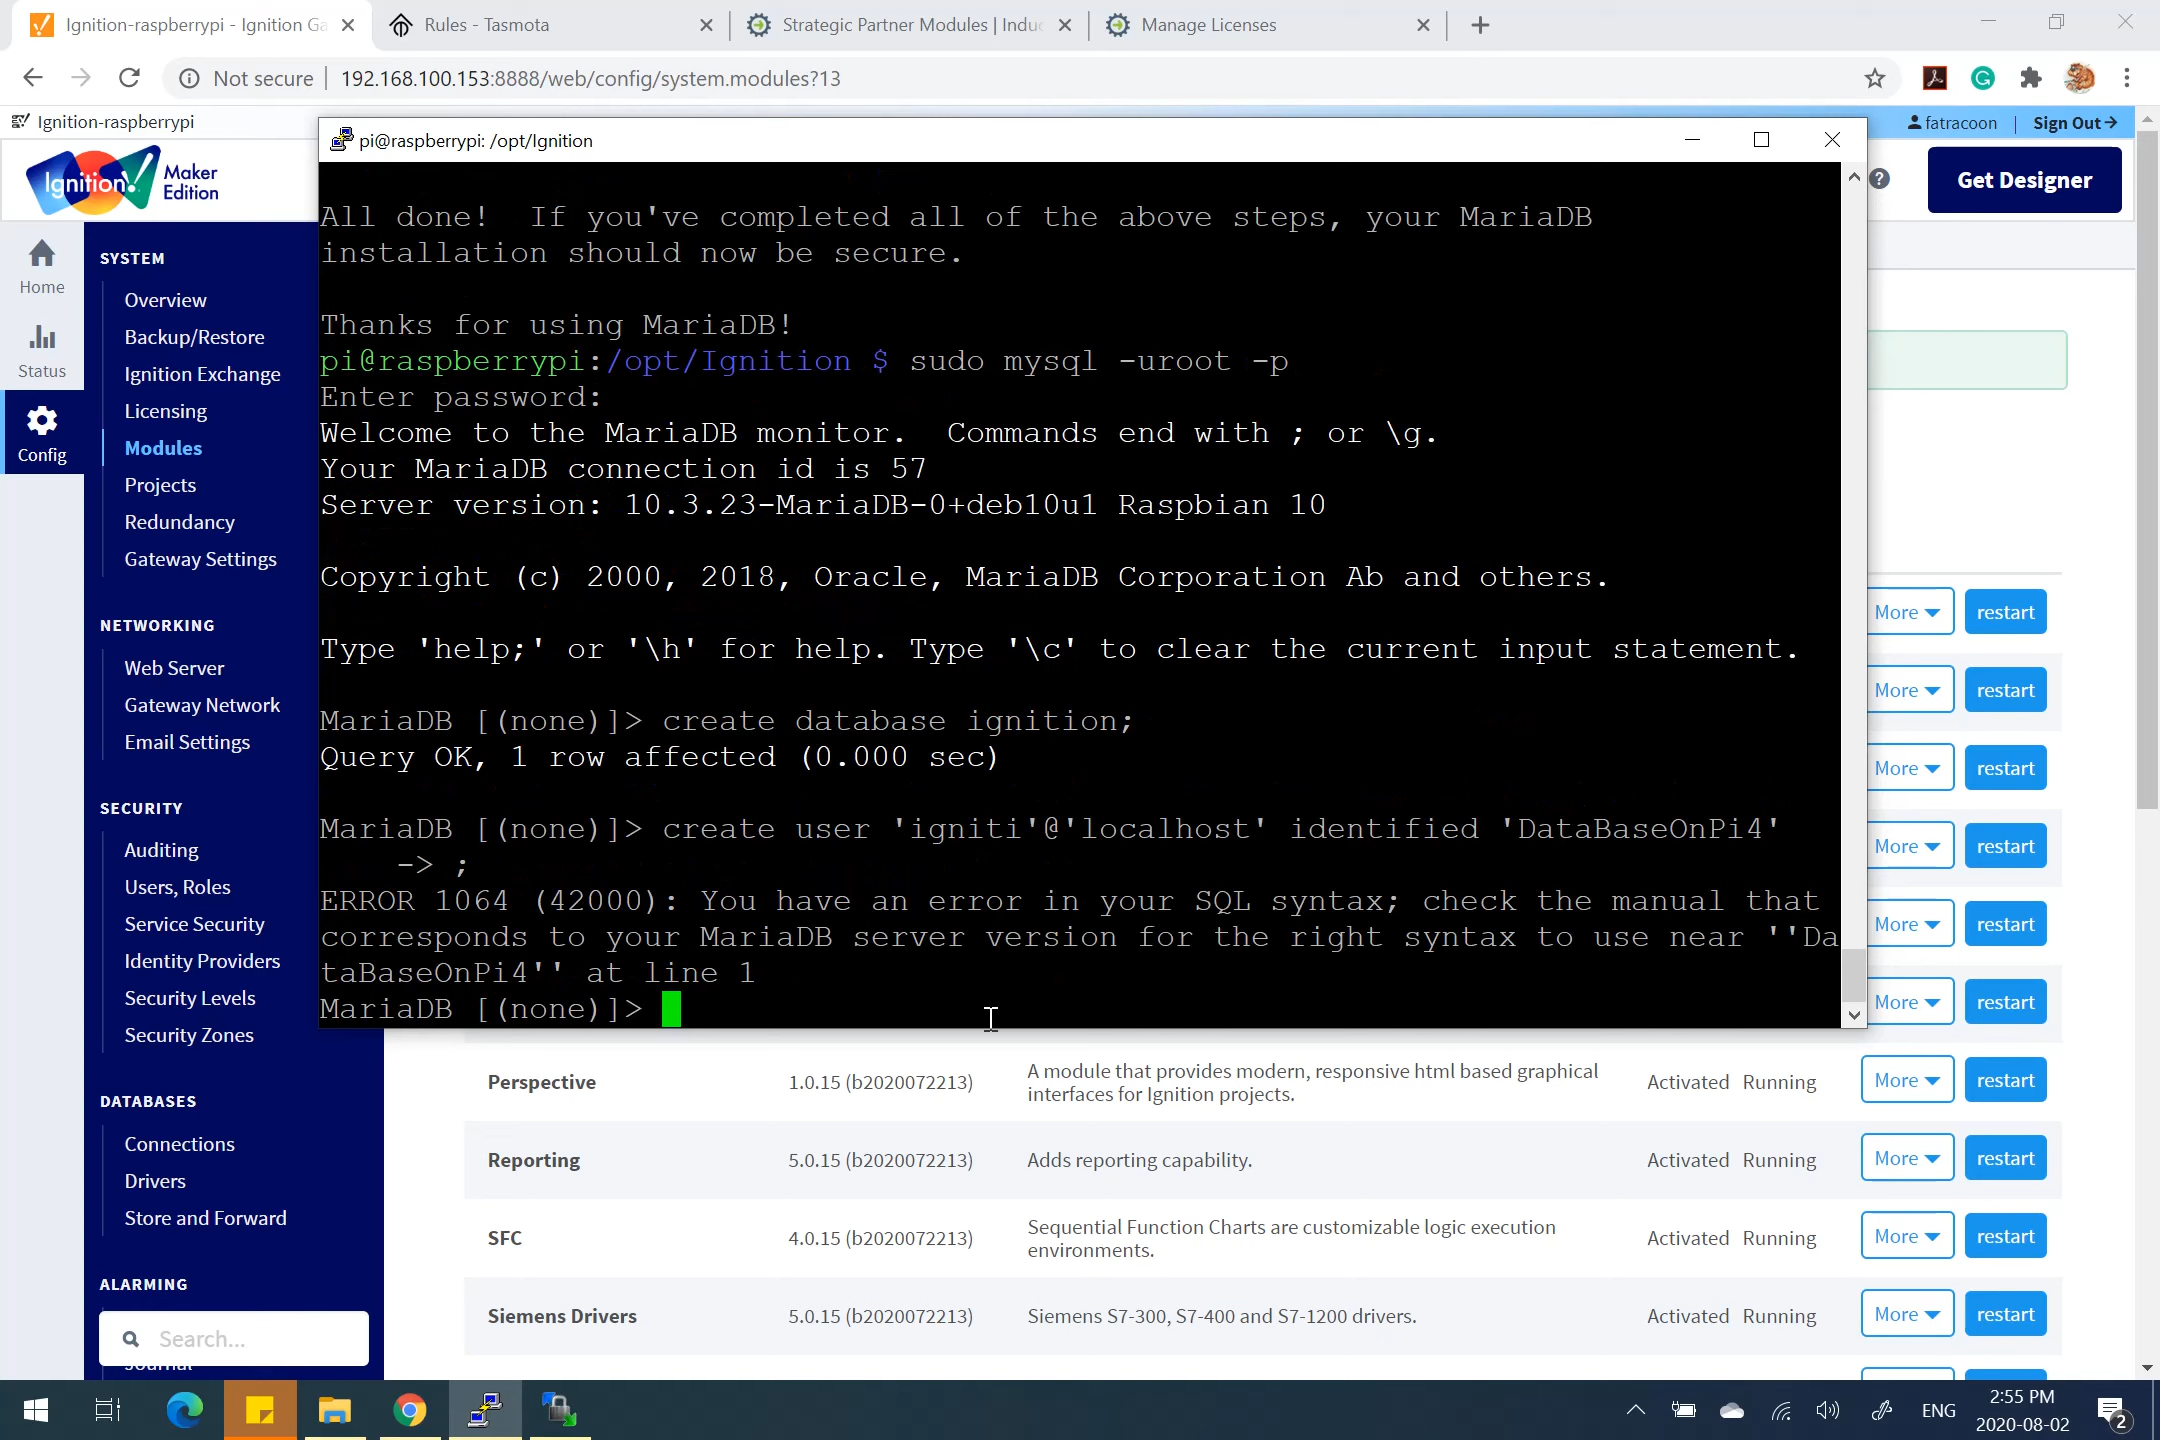 Ignition-raspberrypi - Ignition Ga
Rules - Tasmota
Strategic Partner Modules | Induc
Manage Licenses
Not secure
192.168.100.153:8888/web/config/system.modules?13
Ignition-raspberrypi
fatracoon
Sign Out
Ignition!
Maker
Edition
Get Designer
pi@raspberrypi: /opt/Ignition
All done!  If you've completed all of the above steps, your MariaDB
installation should now be secure.
Thanks for using MariaDB!
pi@raspberrypi:/opt/Ignition $ sudo mysql -uroot -p
Enter password:
Welcome to the MariaDB monitor.  Commands end with ; or \g.
Your MariaDB connection id is 57
Server version: 10.3.23-MariaDB-0+deb10u1 Raspbian 10
Copyright (c) 2000, 2018, Oracle, MariaDB Corporation Ab and others.
Type 'help;' or '\h' for help. Type '\c' to clear the current input statement.
MariaDB [(none)]> create database ignition;
Query OK, 1 row affected (0.000 sec)
MariaDB [(none)]> create user 'igniti'@'localhost' identified 'DataBaseOnPi4'
-> ;
ERROR 1064 (42000): You have an error in your SQL syntax; check the manual that
corresponds to your MariaDB server version for the right syntax to use near ''Da
taBaseOnPi4'' at line 1
MariaDB [(none)]>
Home
Status
Config
SYSTEM
Overview
Backup/Restore
Ignition Exchange
Licensing
Modules
Projects
Redundancy
Gateway Settings
NETWORKING
Web Server
Gateway Network
Email Settings
SECURITY
Auditing
Users, Roles
Service Security
Identity Providers
Security Levels
Security Zones
DATABASES
Connections
Drivers
Store and Forward
ALARMING
Search...
Journal
More restart
More restart
More restart
More restart
More restart
More restart
Perspective 1.0.15 (b2020072213) A module that provides modern, responsive html based graphical
interfaces for Ignition projects. Activated Running More restart
Reporting 5.0.15 (b2020072213) Adds reporting capability. Activated Running More restart
SFC 4.0.15 (b2020072213) Sequential Function Charts are customizable logic execution
environments. Activated Running More restart
Siemens Drivers 5.0.15 (b2020072213) Siemens S7-300, S7-400 and S7-1200 drivers. Activated Running More restart
ENG
2:55 PM
2020-08-02
2